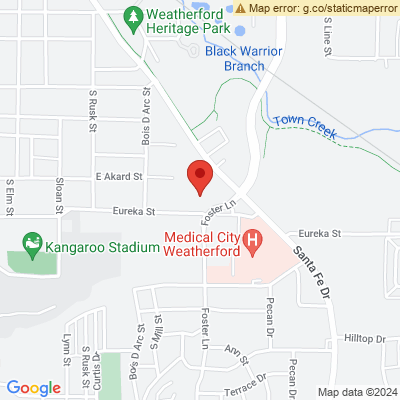 Map error: g.co/staticmaperror
Weatherford
Heritage Park
Black Warrior
Branch
S Line St
S Rusk St
Bois D Arc St
Town Creek
E Akard St
Sloan St
S Elm St
Eureka St
Foster Ln
Kangaroo Stadium
Medical City
Weatherford
H
Eureka St
Santa Fe Dr
Pecan Dr
Foster Ln
S Mill St
Bo's D Arc St
Hilltop Dr
Lynn St
S Rusk St
Curtis Dr
Arvn St
Terrace Dr
Pecan Dr
Google
Map data ©2024